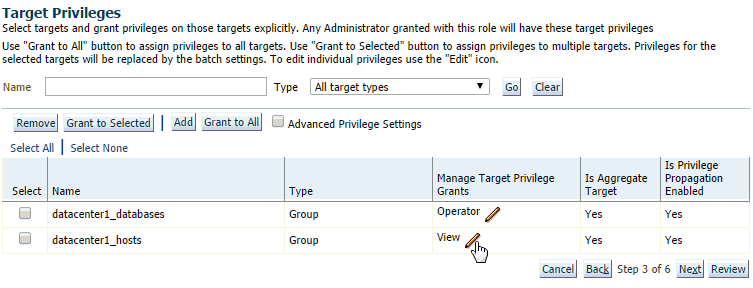 Target Privileges
Select targets and grant privileges on those targets explicitly. Any Administrator granted with this role will have these target privileges
Use "Grant to All" button to assign privileges to all targets. Use "Grant to Selected" button to assign privileges to multiple targets. Privileges for the
selected targets will be replaced by the batch settings. To edit individual privileges use the "Edit" icon.
Name Type All target types Go Clear
Remove Grant to Selected Add Grant to All Advanced Privilege Settings
Select All Select None
Select Name Type Manage Target Privilege Grants Is Aggregate Target Is Privilege Propagation Enabled
datacenter1_databases Group Operator Yes Yes
datacenter1_hosts Group View Yes Yes
Cancel Back Step 3 of 6 Next Review